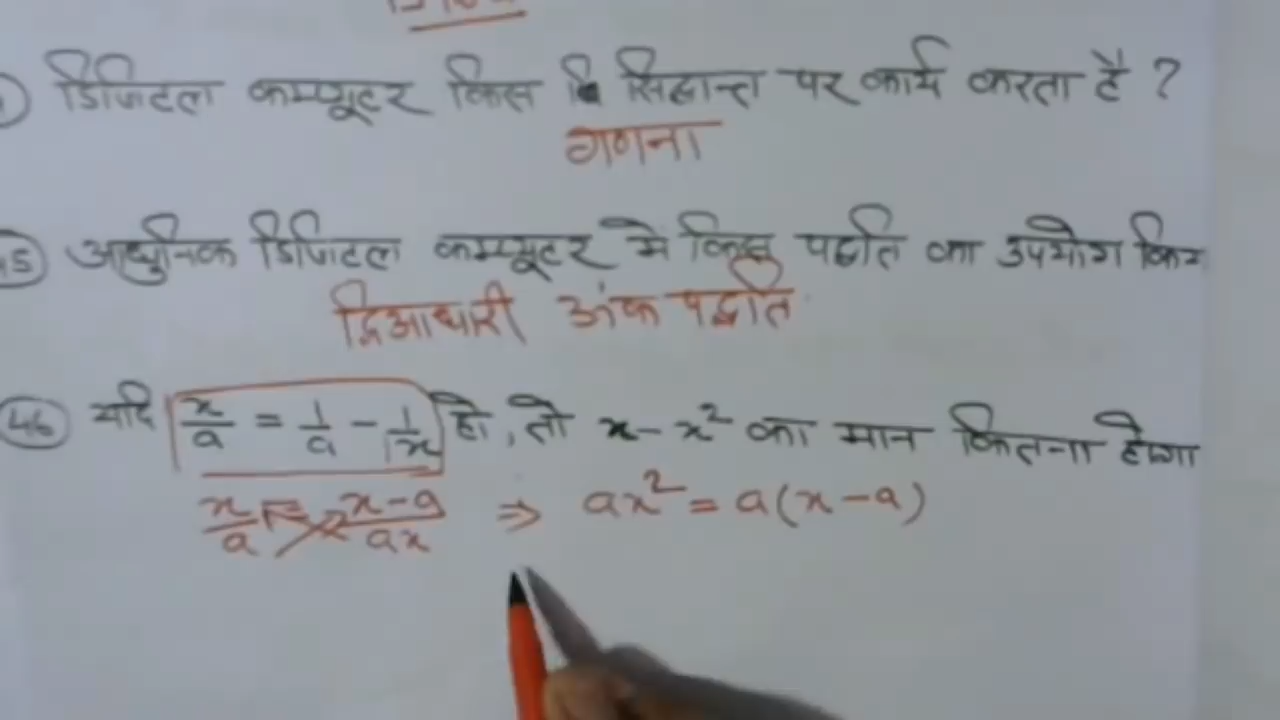 डिजिटल कम्प्यूटर किस सिद्धान्त पर कार्य करता है ?
गणना
आधुनिक डिजिटल कम्प्यूटर में किस पद्धति का उपयोग किय
द्विआधारी अंक पद्धति
46 यदि x/a = 1/a - 1/x हो, तो x - x² का मान कितना होगा
x/a = x-a/ax ⇒ ax² = a(x-a)